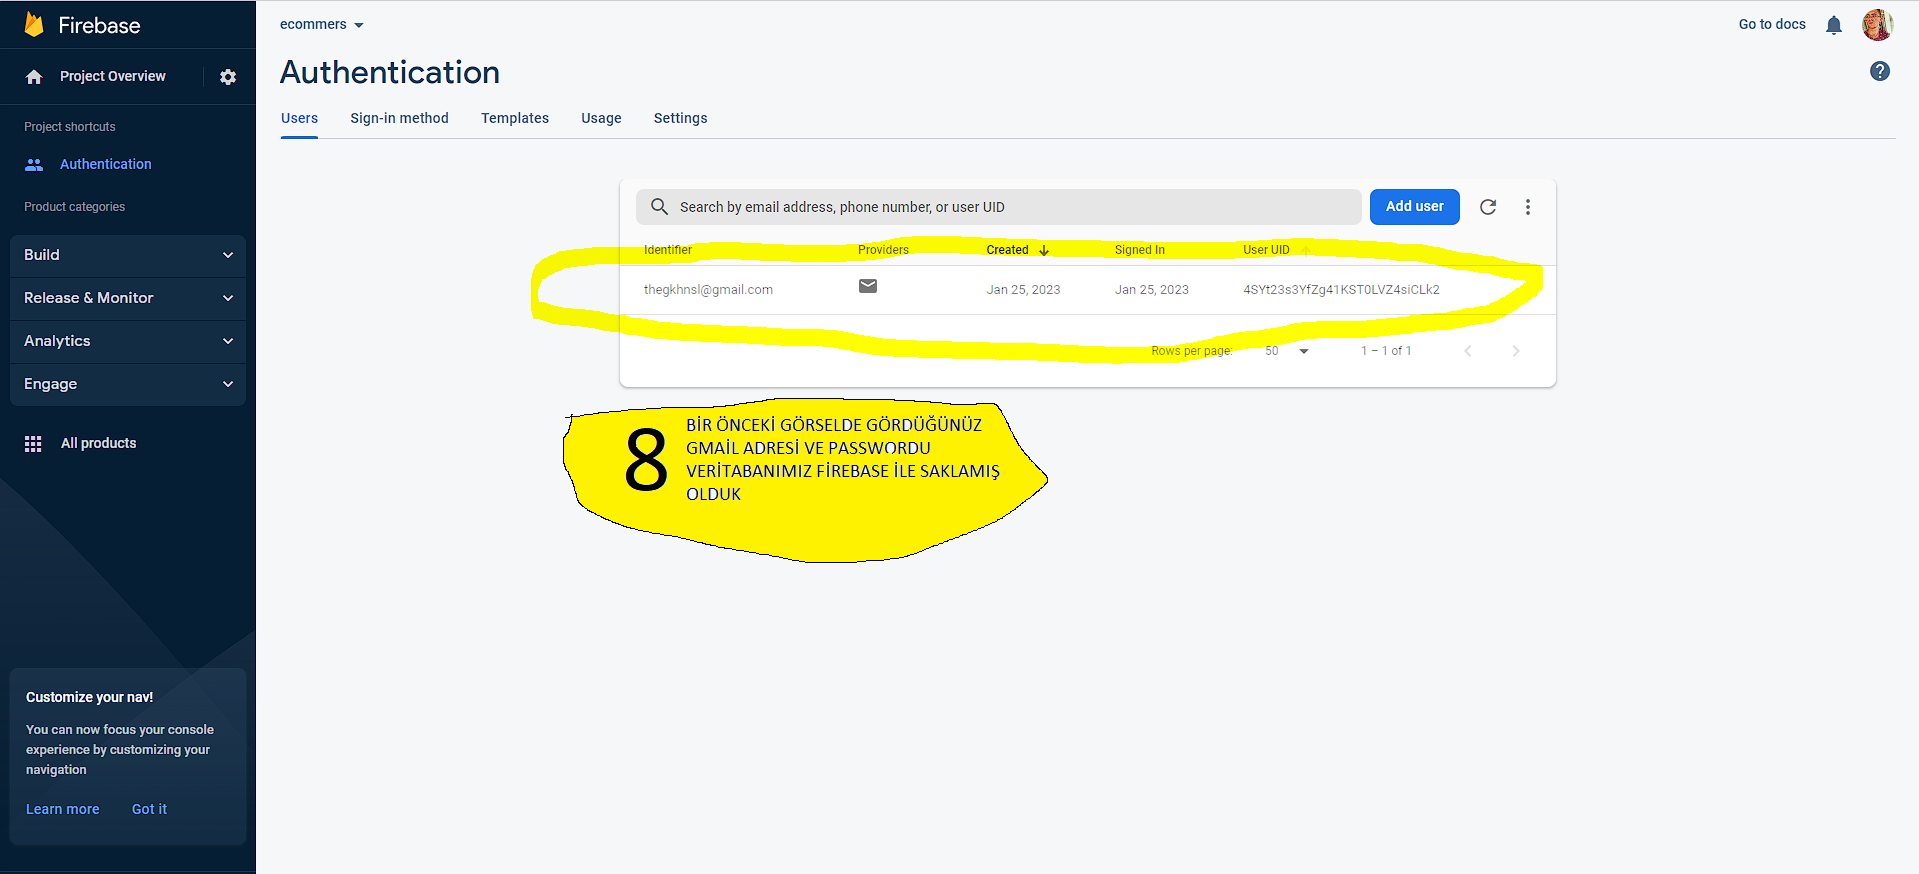 Firebase
Project Overview
Project shortcuts
Authentication
Product categories
Build
Release & Monitor
Analytics
Engage
All products
Customize your nav!
You can now focus your console
experience by customizing your
navigation
Learn more Got it
ecommers
Go to docs
Authentication
Users Sign-in method Templates Usage Settings
Search by email address, phone number, or user UID
Add user
Identifier Providers Created Signed In User UID
thegkhnsl@gmail.com Jan 25, 2023 Jan 25, 2023 4SYt23s3YfZg41KST0LVZ4siCLk2
Rows per page: 50 1 – 1 of 1
8
BİR ÖNCEKİ GÖRSELDE GÖRDÜĞÜNÜZ
GMAİL ADRESİ VE PASSWORDU
VERİTABANIMIZ FİREBASE İLE SAKLAMIŞ
OLDUK